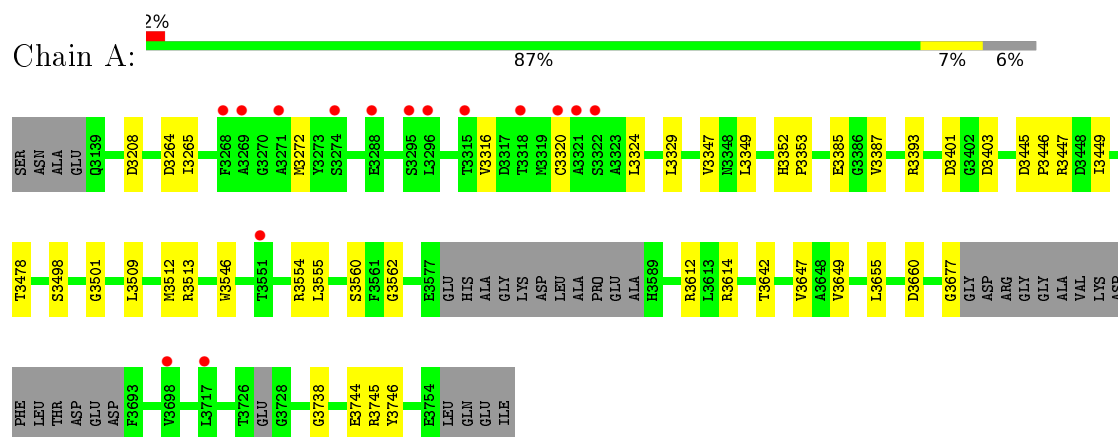 2%
Chain A:
87% 7% 6%
SER ASN ALA GLU Q3139 D3208 D3264 I3265 F3268 A3269 G3270 A3271 M3272 Y3273 S3274 E3288 S3295 L3296 T3315 V3316 D3317 T3318 M3319 C3320 A3321 S3322 A3323 L3324 L3329 V3347 N3348 L3349 H3352 P3353 E3385 G3386 V3387 R3393 D3401 G3402 D3403 D3445 P3446 R3447 D3448 I3449
T3478 S3498 G3501 L3509 M3512 R3513 W3546 T3551 R3554 L3555 S3560 F3561 G3562 E3577 GLU HIS ALA GLY LYS ASP LEU ALA PRO GLU ALA H3589 R3612 L3613 R3614 T3642 V3647 A3648 V3649 L3655 D3660 G3677 GLY ASP ARG GLY GLY ALA VAL LYS ASP
PHE LEU THR ASP GLU ASP F3693 V3698 L3717 T3726 GLU G3728 G3738 E3744 R3745 Y3746 E3754 LEU GLN GLU ILE